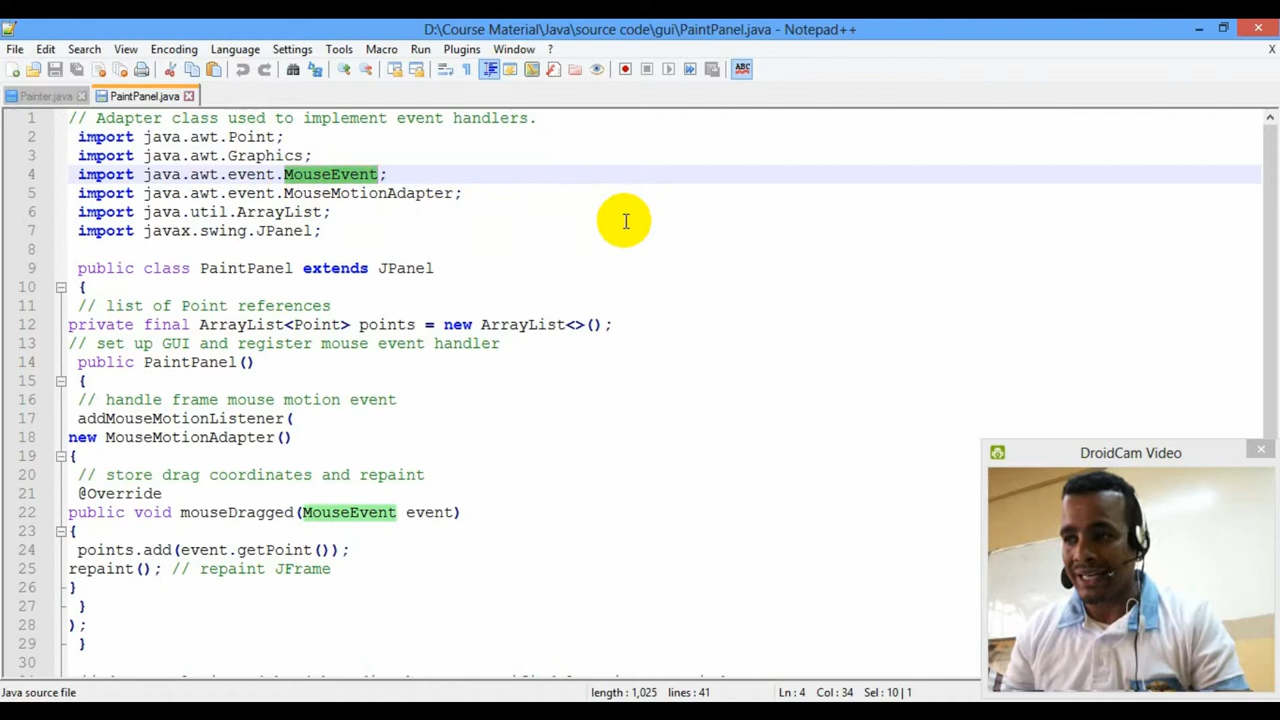 D:\Course Material\Java\source code\gui\PaintPanel.java - Notepad++
File Edit Search View Encoding Language Settings Tools Macro Run Plugins Window ? X
ABC
Painter.java PaintPanel.java
1 // Adapter class used to implement event handlers.
2 import java.awt.Point;
3 import java.awt.Graphics;
4 import java.awt.event.MouseEvent;
5 import java.awt.event.MouseMotionAdapter;
6 import java.util.ArrayList;
7 import javax.swing.JPanel;
8
9 public class PaintPanel extends JPanel
10 {
11 // list of Point references
12 private final ArrayList<Point> points = new ArrayList<>();
13 // set up GUI and register mouse event handler
14 public PaintPanel()
15 {
16 // handle frame mouse motion event
17 addMouseMotionListener(
18 new MouseMotionAdapter()
19 {
20 // store drag coordinates and repaint
21 @Override
22 public void mouseDragged(MouseEvent event)
23 {
24 points.add(event.getPoint());
25 repaint(); // repaint JFrame
26 }
27 }
28 );
29 }
30
DroidCam Video
Java source file length : 1,025 lines : 41 Ln : 4 Col : 34 Sel : 10 | 1